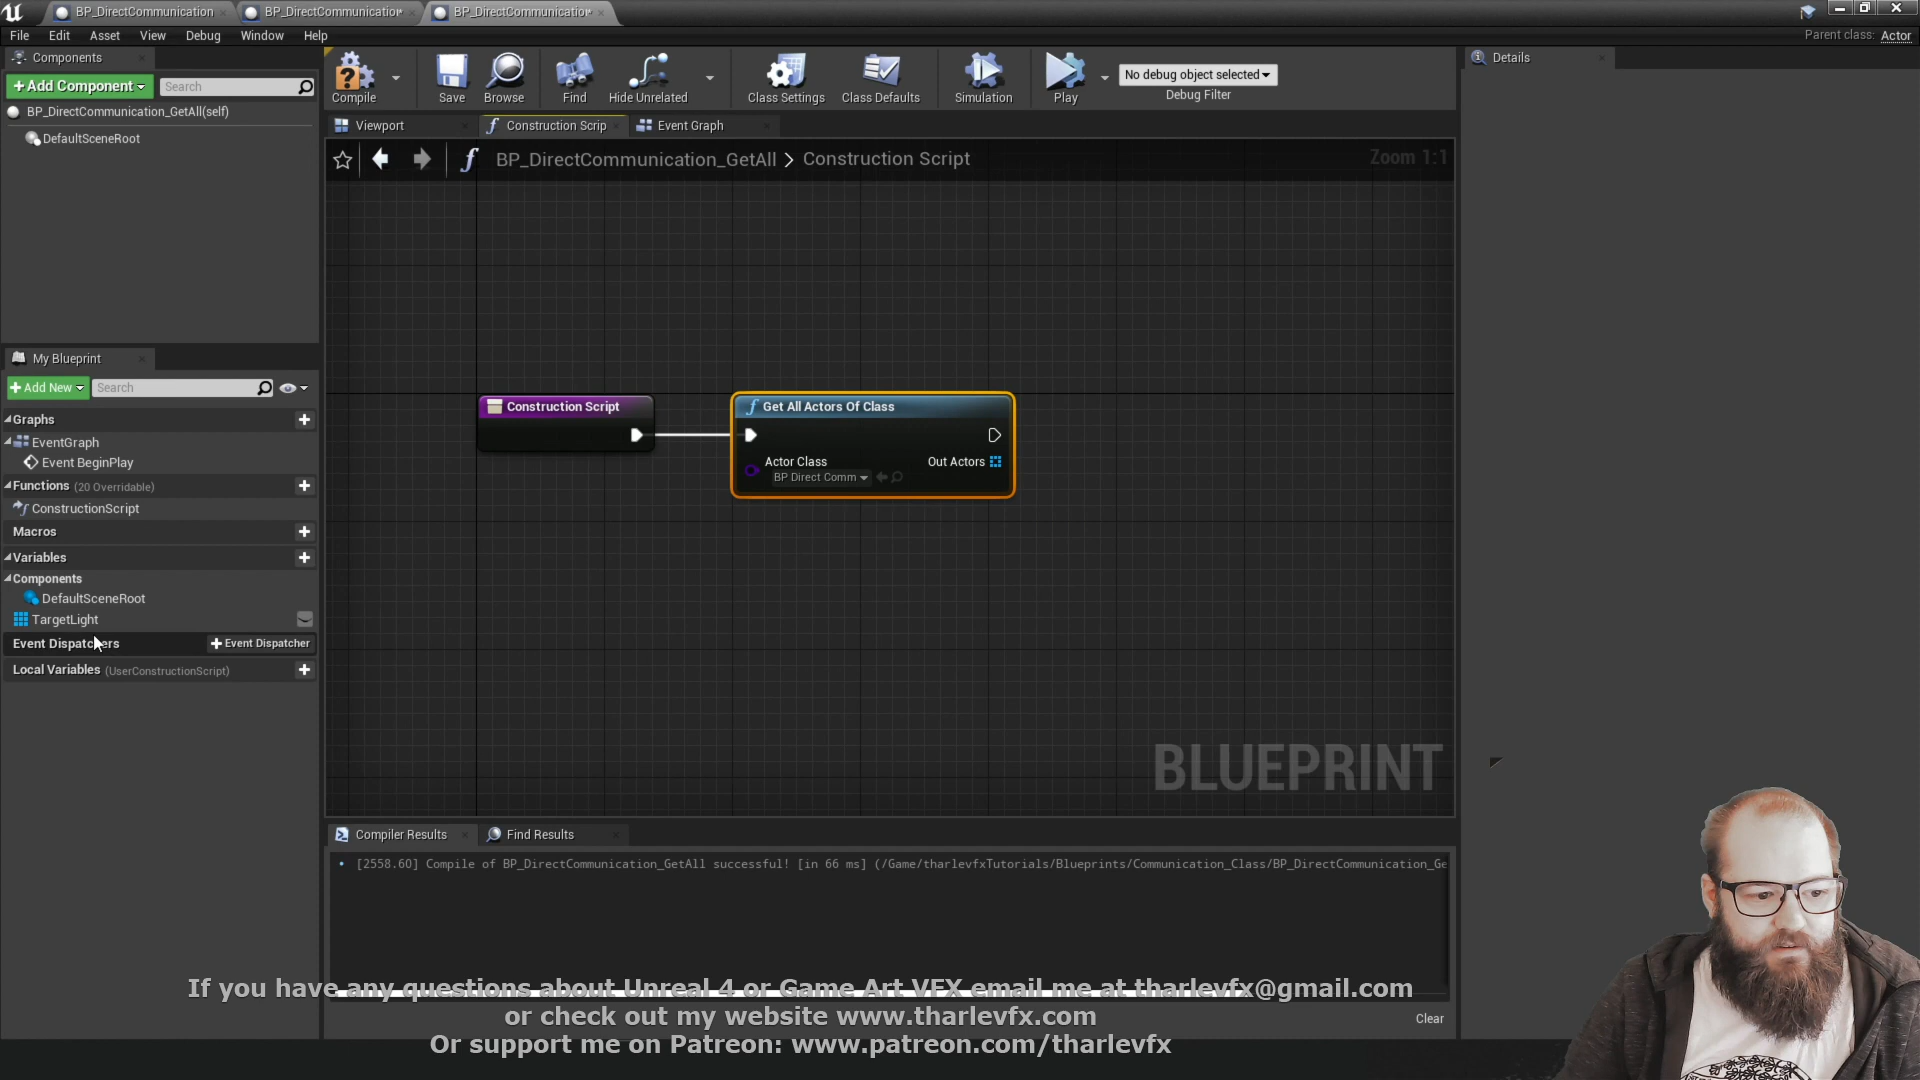 BP_DirectCommunication
BP_DirectCommunication*
BP_DirectCommunication*
File Edit Asset View Debug Window Help
Parent class: Actor
Components
+Add Component
Search
BP_DirectCommunication_GetAll(self)
DefaultSceneRoot
Compile
Save
Browse
Find
Hide Unrelated
Class Settings
Class Defaults
Simulation
Play
No debug object selected
Debug Filter
Details
Viewport
Construction Scrip
Event Graph
BP_DirectCommunication_GetAll > Construction Script
Zoom 1:1
My Blueprint
+Add New
Search
Graphs
EventGraph
Event BeginPlay
Functions (20 Overridable)
ConstructionScript
Macros
Variables
Components
DefaultSceneRoot
TargetLight
Event Dispatchers
+Event Dispatcher
Local Variables (UserConstructionScript)
Construction Script
Get All Actors Of Class
Actor Class
BP Direct Comm
Out Actors
BLUEPRINT
Compiler Results
Find Results
[2558.60] Compile of BP_DirectCommunication_GetAll successful! [in 66 ms] (/Game/tharlevfxTutorials/Blueprints/Communication_Class/BP_DirectCommunication_Ge
If you have any questions about Unreal 4 or Game Art VFX email me at tharlevfx@gmail.com
or check out my website www.tharlevfx.com
Or support me on Patreon: www.patreon.com/tharlevfx
Clear